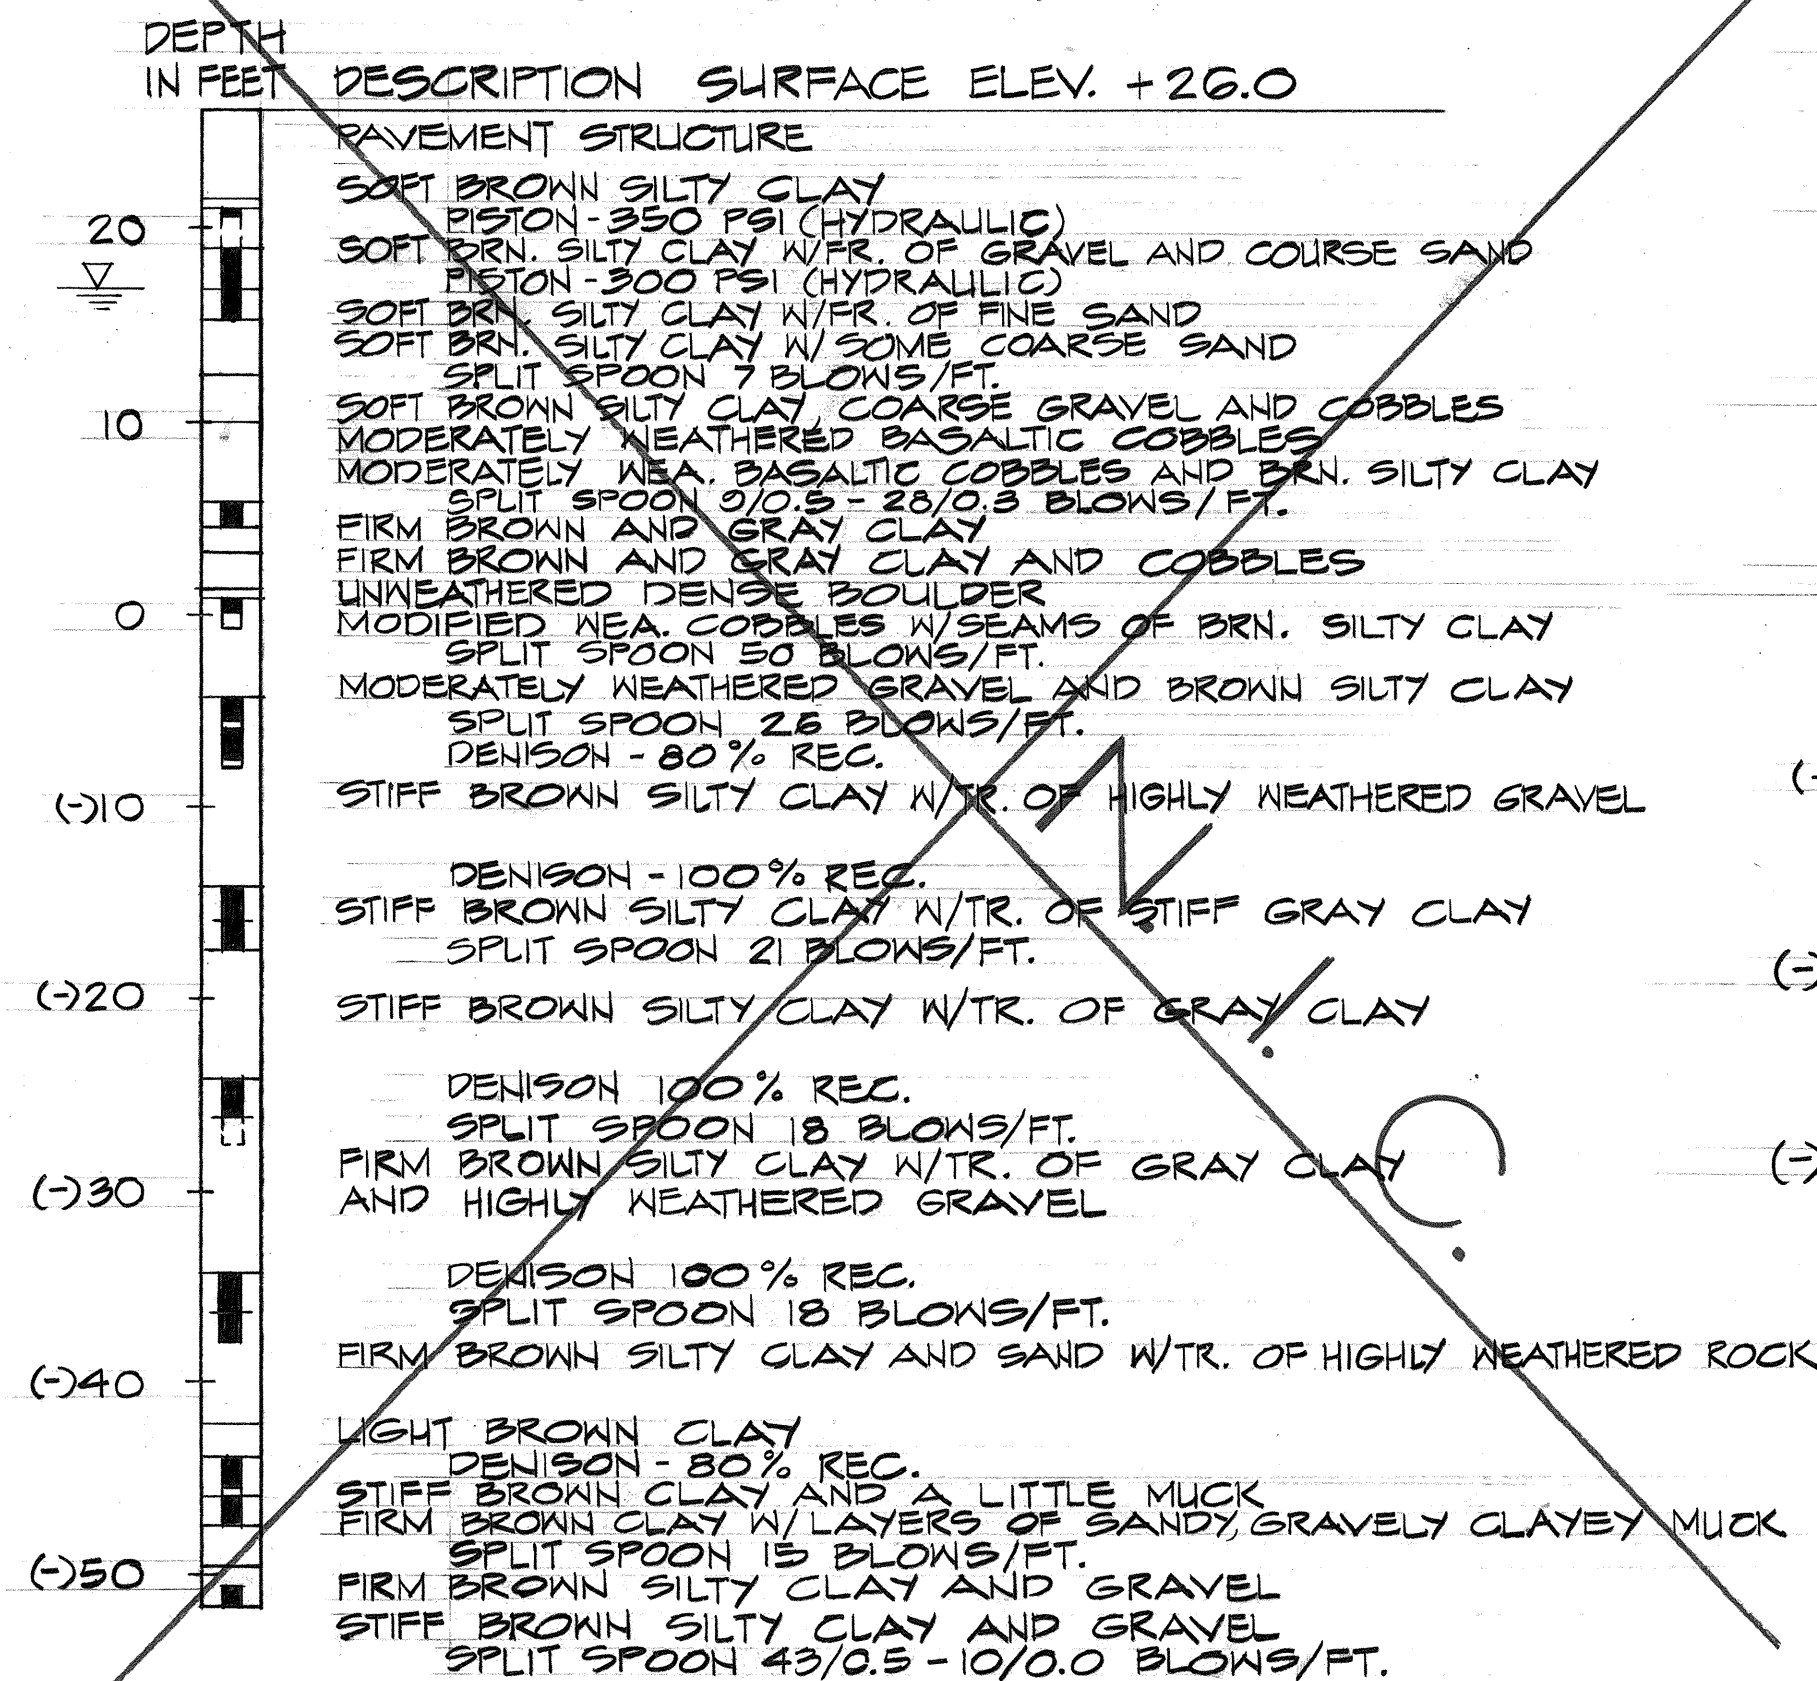 DEPTH
IN FEET DESCRIPTION SURFACE ELEV. +26.0
PAVEMENT STRUCTURE
SOFT BROWN SILTY CLAY
20 PISTON-350 PSI (HYDRAULIC)
SOFT BRN. SILTY CLAY W/FR. OF GRAVEL AND COURSE SAND
PISTON-300 PSI (HYDRAULIC)
SOFT BRN. SILTY CLAY W/FR. OF FINE SAND
SOFT BRN. SILTY CLAY W/SOME COARSE SAND
SPLIT SPOON 7 BLOWS/FT.
10 SOFT BROWN SILTY CLAY, COARSE GRAVEL AND COBBLES
MODERATELY WEATHERED BASALTIC COBBLES
MODERATELY WEA. BASALTIC COBBLES AND BRN. SILTY CLAY
SPLIT SPOON 9/0.5 - 28/0.3 BLOWS/FT.
FIRM BROWN AND GRAY CLAY
FIRM BROWN AND GRAY CLAY AND COBBLES
UNWEATHERED DENSE BOULDER
0 MODIFIED WEA. COBBLES W/SEAMS OF BRN. SILTY CLAY
SPLIT SPOON 50 BLOWS/FT.
MODERATELY WEATHERED GRAVEL AND BROWN SILTY CLAY
SPLIT SPOON 26 BLOWS/FT.
DENISON - 80% REC.
(-)10 STIFF BROWN SILTY CLAY W/TR. OF HIGHLY WEATHERED GRAVEL
DENISON - 100% REC.
STIFF BROWN SILTY CLAY W/TR. OF STIFF GRAY CLAY
SPLIT SPOON 21 BLOWS/FT.
(-)20 STIFF BROWN SILTY CLAY W/TR. OF GRAY CLAY
DENISON 100% REC.
SPLIT SPOON 18 BLOWS/FT.
FIRM BROWN SILTY CLAY W/TR. OF GRAY CLAY
(-)30 AND HIGHLY WEATHERED GRAVEL
DENISON 100% REC.
SPLIT SPOON 18 BLOWS/FT.
FIRM BROWN SILTY CLAY AND SAND W/TR. OF HIGHLY WEATHERED ROCK
(-)40
LIGHT BROWN CLAY
DENISON - 80% REC.
STIFF BROWN CLAY AND A LITTLE MUCK
FIRM BROWN CLAY W/LAYERS OF SANDY, GRAVELY CLAYEY MUCK
SPLIT SPOON 15 BLOWS/FT.
(-)50 FIRM BROWN SILTY CLAY AND GRAVEL
STIFF BROWN SILTY CLAY AND GRAVEL
SPLIT SPOON 43/0.5 - 10/0.0 BLOWS/FT.
N.I.C.